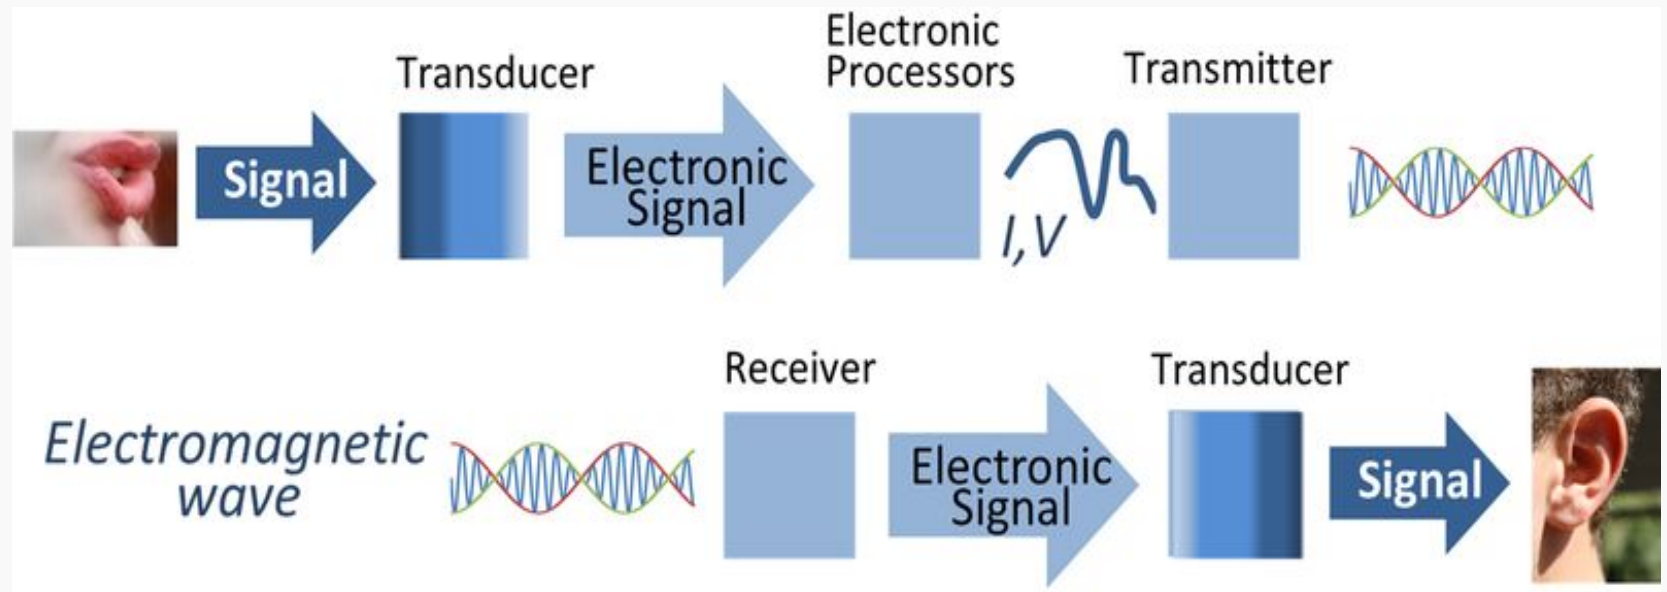 Electronic
Processors
Transducer
Transmitter
Signal
Electronic
Signal
I,V
Receiver
Transducer
Electromagnetic
wave
Electronic
Signal
Signal